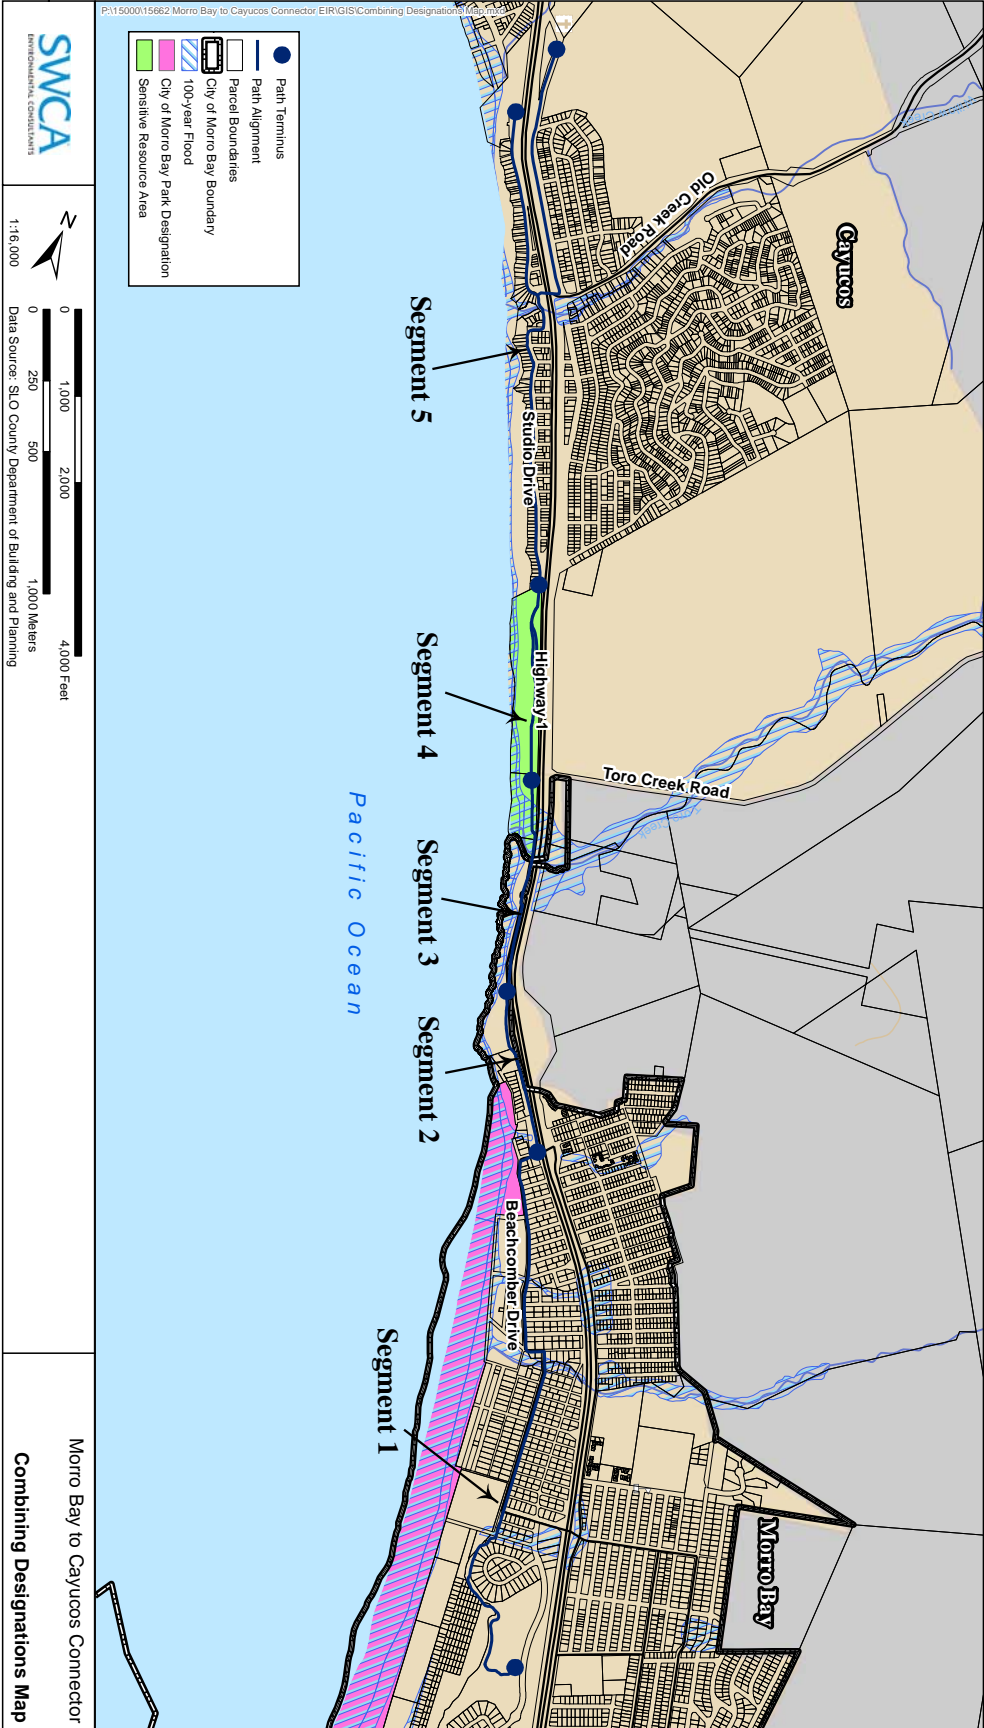 P:\15000\15662 Morro Bay to Cayucos Connector EIR\GIS\Combining Designations Map.mxd
Path Terminus
Path Alignment
Parcel Boundaries
City of Morro Bay Boundary
100-year Flood
City of Morro Bay Park Designation
Sensitive Resource Area
Cayucos
Old Creek Road
Segment 5
Studio Drive
Segment 4
Highway 1
Toro Creek Road
Toro Creek
Segment 3
Pacific Ocean
Segment 2
Beachcomber Drive
Segment 1
Morro Bay
SWCA
ENVIRONMENTAL CONSULTANTS
N
1:16,000
0 1,000 2,000 4,000 Feet
0 250 500 1,000 Meters
Data Source: SLO County Department of Building and Planning
Morro Bay to Cayucos Connector
Combining Designations Map